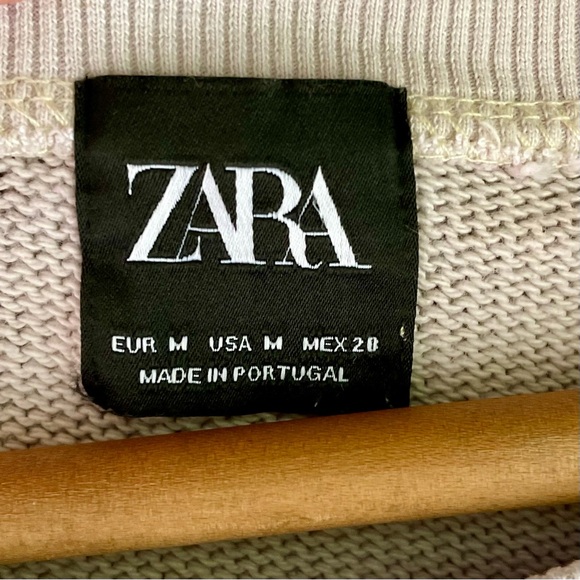 ZARA
EUR M USA M MEX 28
MADE IN PORTUGAL